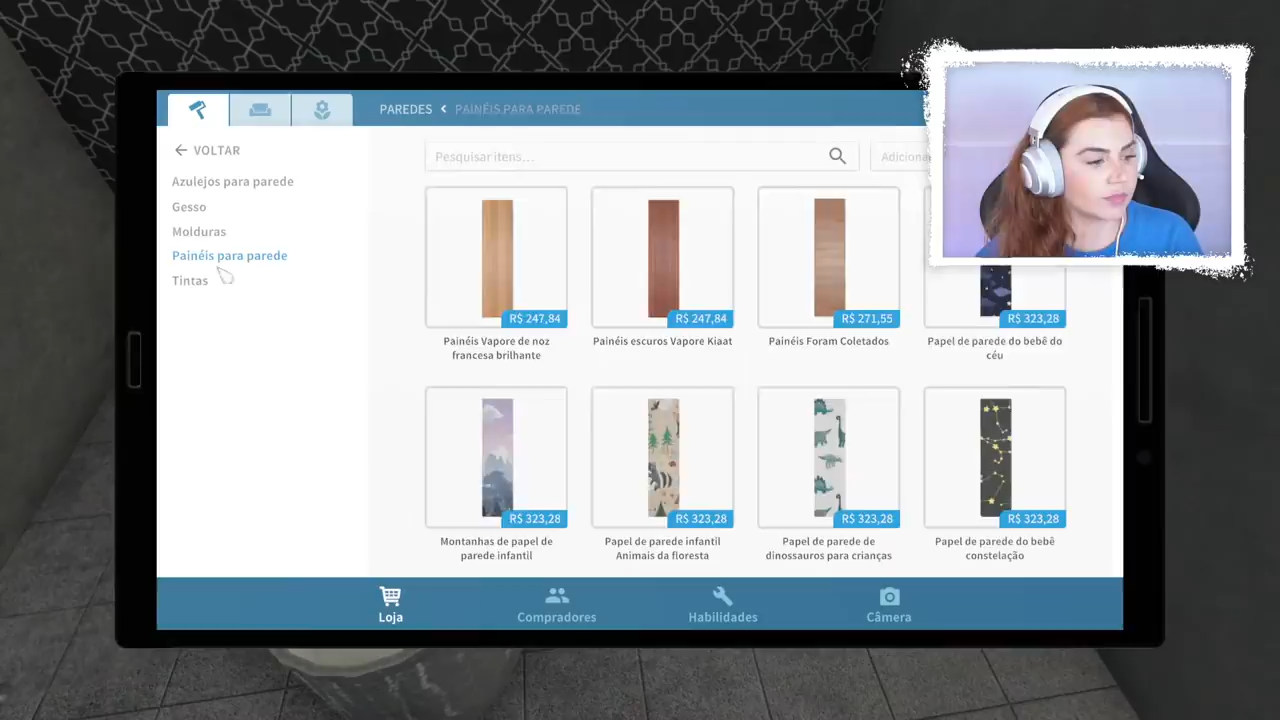 PAREDES < PAINÉIS PARA PAREDE
VOLTAR
Azulejos para parede
Gesso
Molduras
Painéis para parede
Tintas
Pesquisar itens...
R$ 247,84
R$ 247,84
R$ 271,55
R$ 323,28
Painéis Vapore de noz
francesa brilhante
Painéis escuros Vapore Kiaat
Painéis Foram Coletados
Papel de parede do bebê do
céu
R$ 323,28
R$ 323,28
R$ 323,28
R$ 323,28
Montanhas de papel de
parede infantil
Papel de parede infantil
Animais da floresta
Papel de parede de
dinossauros para crianças
Papel de parede do bebê
constelação
Loja
Compradores
Habilidades
Câmera